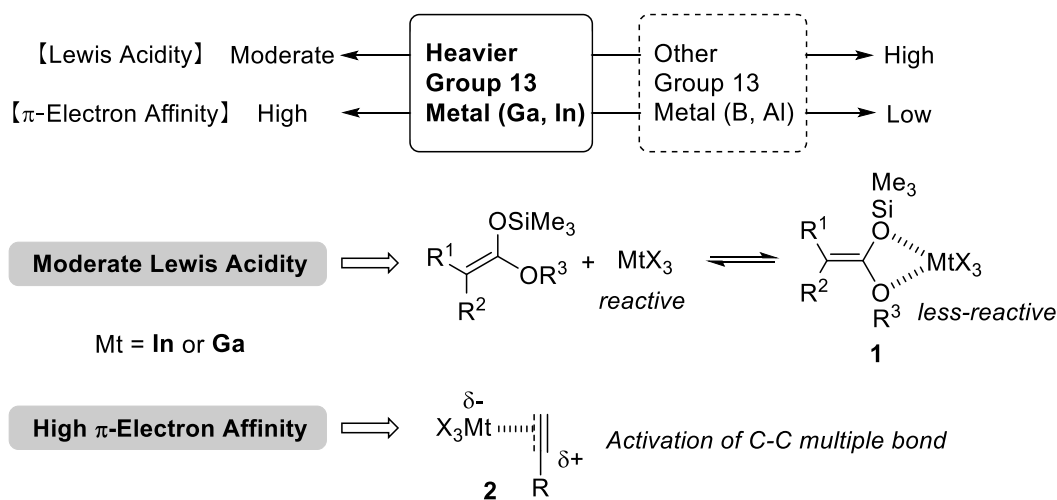 【Lewis Acidity】 Moderate
Heavier
Group 13
Metal (Ga, In)
Other
Group 13
Metal (B, Al)
High
【π-Electron Affinity】 High
Low
Moderate Lewis Acidity
OSiMe3
R1
OR3
R2
+
MtX3
reactive
Me3
Si
R1
O
MtX3
R2
O
R3
less-reactive
1
Mt = In or Ga
High π-Electron Affinity
δ-
X3Mt
δ+
R
2
Activation of C-C multiple bond